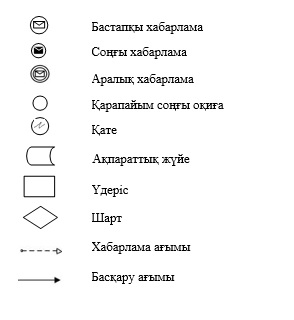 Бастапқы хабарлама
Соңғы хабарлама
Аралық хабарлама
Қарапайым соңғы оқиға
Қате
Ақпараттық жүйе
Үдеріс
Шарт
Хабарлама ағымы
Басқару ағымы